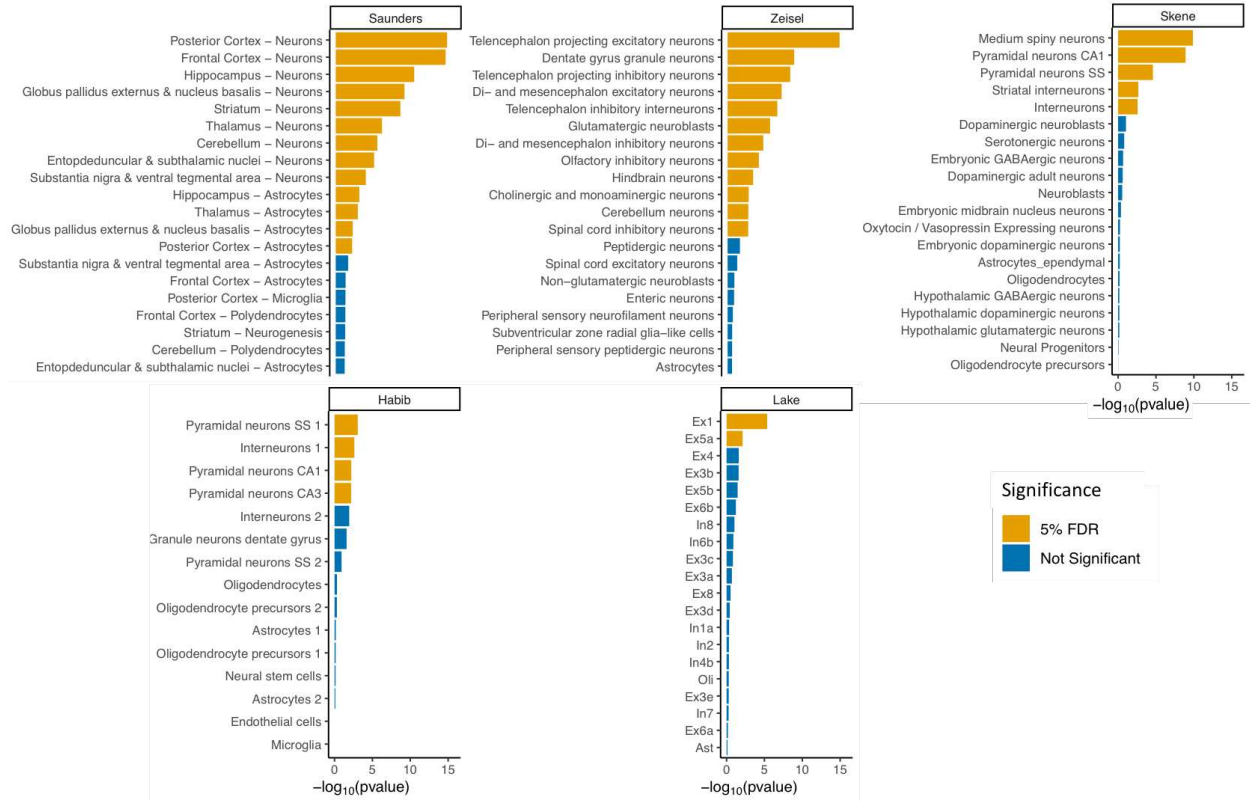 Saunders
Posterior Cortex – Neurons
Frontal Cortex – Neurons
Hippocampus – Neurons
Globus pallidus externus & nucleus basalis – Neurons
Striatum – Neurons
Thalamus – Neurons
Cerebellum – Neurons
Entopdeduncular & subthalamic nuclei – Neurons
Substantia nigra & ventral tegmental area – Neurons
Hippocampus – Astrocytes
Thalamus – Astrocytes
Globus pallidus externus & nucleus basalis – Astrocytes
Posterior Cortex – Astrocytes
Substantia nigra & ventral tegmental area – Astrocytes
Frontal Cortex – Astrocytes
Posterior Cortex – Microglia
Frontal Cortex – Polydendrocytes
Striatum – Neurogenesis
Cerebellum – Polydendrocytes
Entopdeduncular & subthalamic nuclei – Astrocytes
Zeisel
Telencephalon projecting excitatory neurons
Dentate gyrus granule neurons
Telencephalon projecting inhibitory neurons
Di– and mesencephalon excitatory neurons
Telencephalon inhibitory interneurons
Glutamatergic neuroblasts
Di– and mesencephalon inhibitory neurons
Olfactory inhibitory neurons
Hindbrain neurons
Cholinergic and monoaminergic neurons
Cerebellum neurons
Spinal cord inhibitory neurons
Peptidergic neurons
Spinal cord excitatory neurons
Non–glutamatergic neuroblasts
Enteric neurons
Peripheral sensory neurofilament neurons
Subventricular zone radial glia–like cells
Peripheral sensory peptidergic neurons
Astrocytes
Skene
Medium spiny neurons
Pyramidal neurons CA1
Pyramidal neurons SS
Striatal interneurons
Interneurons
Dopaminergic neuroblasts
Serotonergic neurons
Embryonic GABAergic neurons
Dopaminergic adult neurons
Neuroblasts
Embryonic midbrain nucleus neurons
Oxytocin / Vasopressin Expressing neurons
Embryonic dopaminergic neurons
Astrocytes_ependymal
Oligodendrocytes
Hypothalamic GABAergic neurons
Hypothalamic dopaminergic neurons
Hypothalamic glutamatergic neurons
Neural Progenitors
Oligodendrocyte precursors
0 5 10 15
−log10(pvalue)
Habib
Pyramidal neurons SS 1
Interneurons 1
Pyramidal neurons CA1
Pyramidal neurons CA3
Interneurons 2
Granule neurons dentate gyrus
Pyramidal neurons SS 2
Oligodendrocytes
Oligodendrocyte precursors 2
Astrocytes 1
Oligodendrocyte precursors 1
Neural stem cells
Astrocytes 2
Endothelial cells
Microglia
0 5 10 15
−log10(pvalue)
Lake
Ex1
Ex5a
Ex4
Ex3b
Ex5b
Ex6b
In8
In6b
Ex3c
Ex3a
Ex8
Ex3d
In1a
In2
In4b
Oli
Ex3e
In7
Ex6a
Ast
0 5 10 15
−log10(pvalue)
Significance
5% FDR
Not Significant